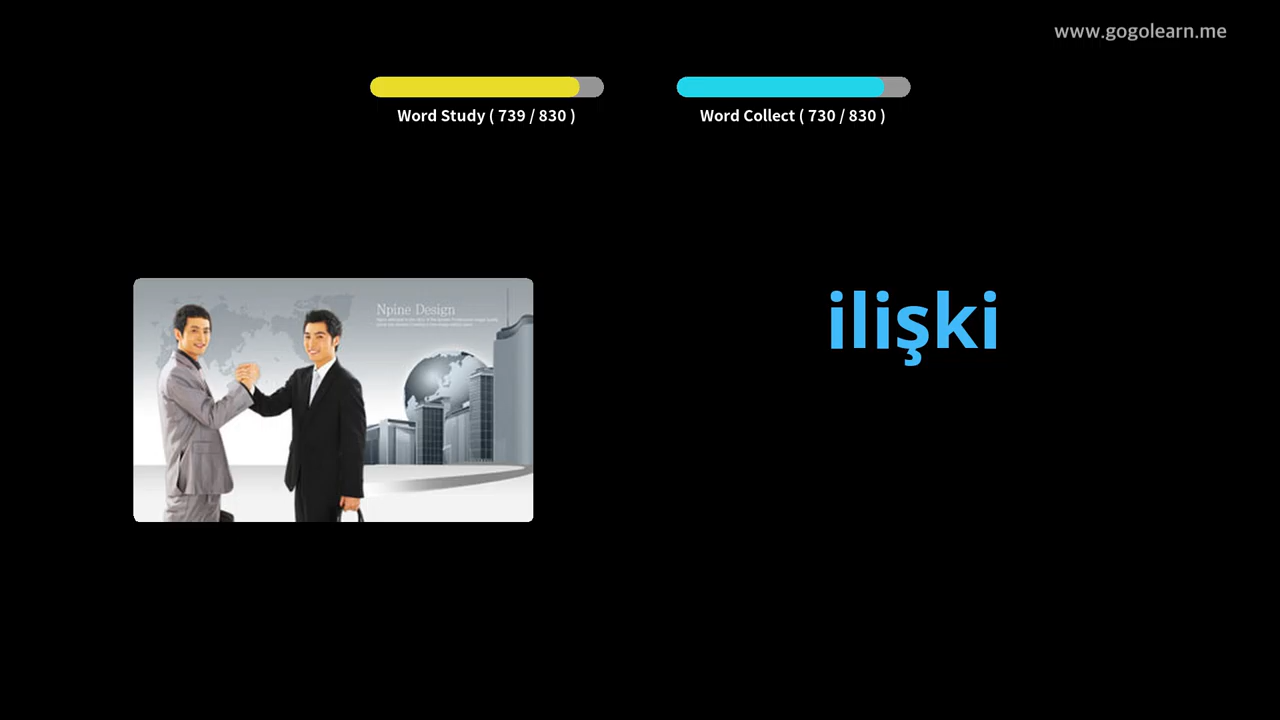 www.gogolearn.me
Word Study ( 739 / 830 )
Word Collect ( 730 / 830 )
Npine Design
ilişki